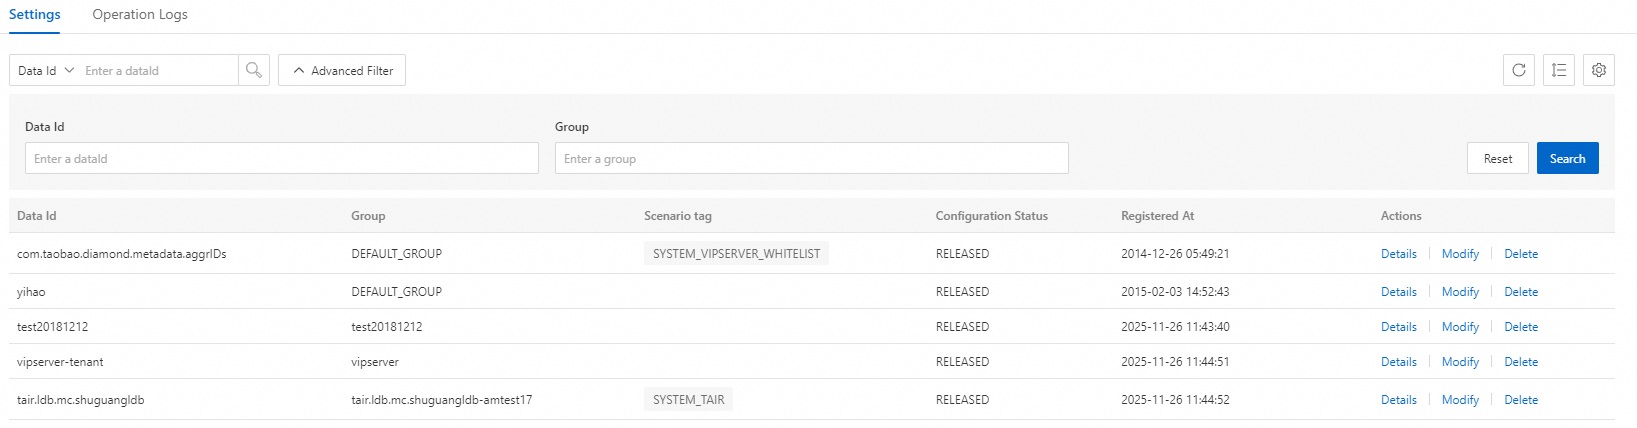 Settings Operation Logs
Data Id Enter a dataId Advanced Filter
Data Id Group
Enter a dataId Enter a group Reset Search
Data Id Group Scenario tag Configuration Status Registered At Actions
com.taobao.diamond.metadata.aggrIDs DEFAULT_GROUP SYSTEM_VIPSERVER_WHITELIST RELEASED 2014-12-26 05:49:21 Details Modify Delete
yihao DEFAULT_GROUP RELEASED 2015-02-03 14:52:43 Details Modify Delete
test20181212 test20181212 RELEASED 2025-11-26 11:43:40 Details Modify Delete
vipserver-tenant vipserver RELEASED 2025-11-26 11:44:51 Details Modify Delete
tair.ldb.mc.shuguangldb tair.ldb.mc.shuguangldb-amtest17 SYSTEM_TAIR RELEASED 2025-11-26 11:44:52 Details Modify Delete